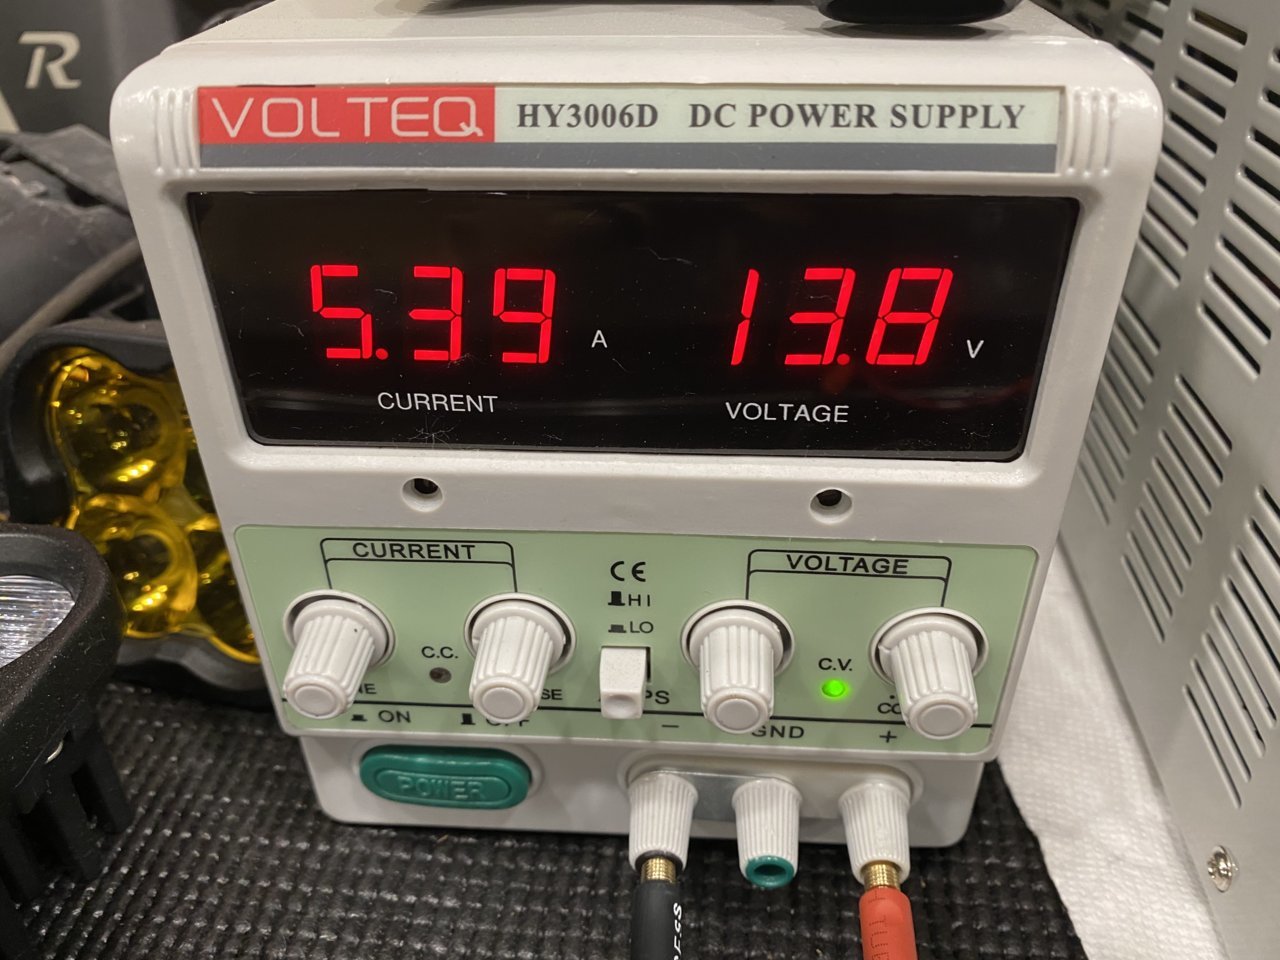 R
VOLTEQ HY3006D DC POWER SUPPLY
5.39 A 13.8 V
CURRENT VOLTAGE
CURRENT CE VOLTAGE
HI
LO
C.C. C.V.
ON
− GND +
POWER